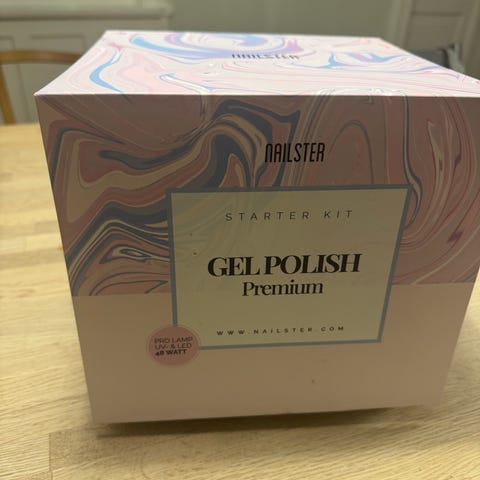 NAILSTER
NAILSTER
STARTER KIT
GEL POLISH
Premium
WWW.NAILSTER.COM
PRO LAMP
UV- & LED
48 WATT